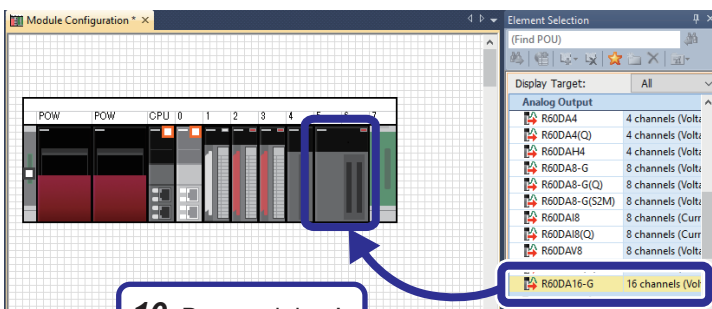 Module Configuration * ×
Element Selection
(Find POU)
Display Target: All
Analog Output
R60DA4 4 channels (Volta
R60DA4(Q) 4 channels (Volta
R60DAH4 4 channels (Volta
R60DA8-G 8 channels (Volta
R60DA8-G(Q) 8 channels (Volta
R60DA8-G(S2M) 8 channels (Volta
R60DAI8 8 channels (Curr
R60DAI8(Q) 8 channels (Curr
R60DAV8 8 channels (Volta
R60DA16-G 16 channels (Vol
POW POW CPU 0 1 2 3 4 5 6 7
10